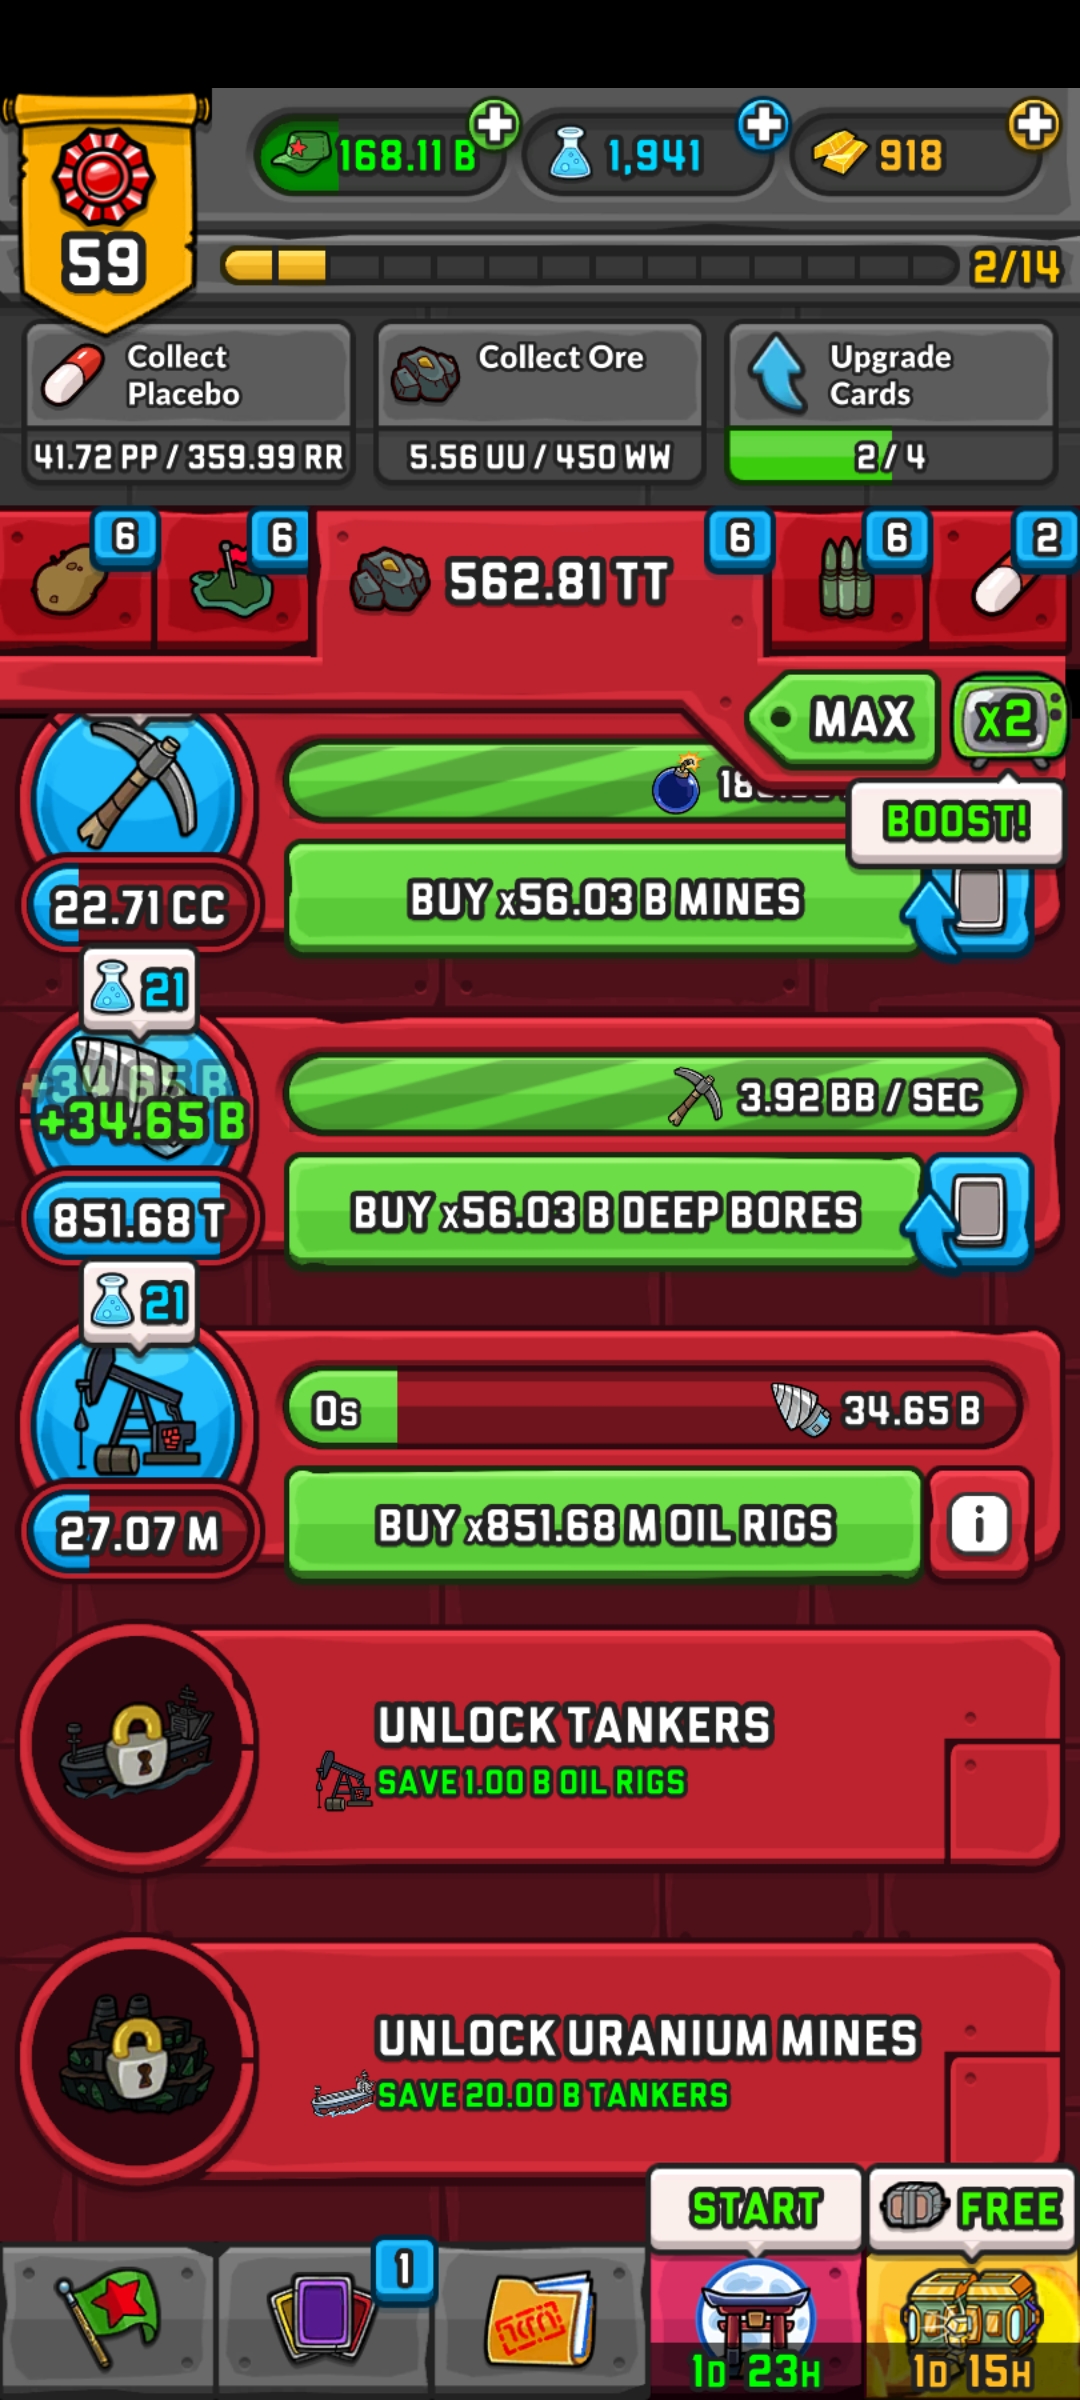 168.11 B
1,941
918
59
2/14
Collect
Placebo
41.72 PP / 359.99 RR
Collect Ore
5.56 UU / 450 WW
Upgrade
Cards
2/ 4
6
6
562.81 TT
6
6
2
MAX
x2
BOOST!
22.71 CC
BUY x56.03 B MINES
21
+34.65 B
+34.65 B
3.92 BB / SEC
851.68 T
BUY x56.03 B DEEP BORES
21
0s
34.65 B
27.07 M
BUY x851.68 M OIL RIGS
i
UNLOCK TANKERS
SAVE 1.00 B OIL RIGS
UNLOCK URANIUM MINES
SAVE 20.00 B TANKERS
START
FREE
1
1D 23H
1D 15H